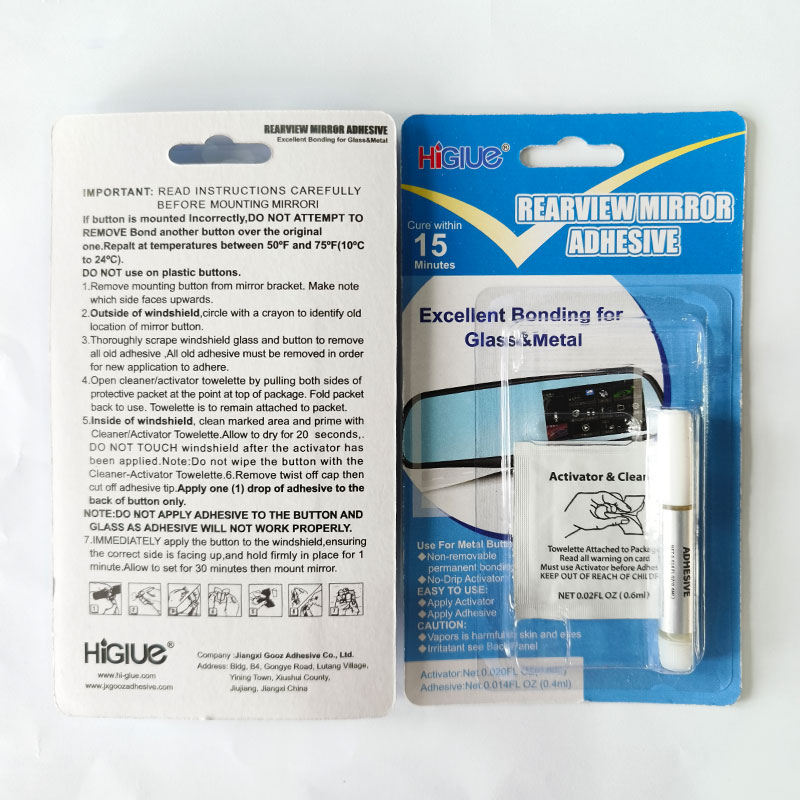 REARVIEW MIRROR ADHESIVE
Excellent Bonding for Glass&Metal
IMPORTANT: READ INSTRUCTIONS CAREFULLY
BEFORE MOUNTING MIRRORI
If button is mounted Incorrectly,DO NOT ATTEMPT TO
REMOVE Bond another button over the original
one.Repalt at temperatures between 50ºF and 75ºF(10ºC
to 24ºC).
DO NOT use on plastic buttons.
1.Remove mounting button from mirror bracket. Make note
which side faces upwards.
2.Outside of windshield,circle with a crayon to identify old
location of mirror button.
3.Thoroughly scrape windshield glass and button to remove
all old adhesive ,All old adhesive must be removed in order
for new application to adhere.
4.Open cleaner/activator towelette by pulling both sides of
protective packet at the point at top of package. Fold packet
back to use. Towelette is to remain attached to packet.
5.Inside of windshield, clean marked area and prime with
Cleaner/Activator Towelette.Allow to dry for 20 seconds,.
DO NOT TOUCH windshield after the activator has
been applied.Note:Do not wipe the button with the
Cleaner-Activator Towelette.6.Remove twist off cap then
cut off adhesive tip.Apply one (1) drop of adhesive to the
back of button only.
NOTE:DO NOT APPLY ADHESIVE TO THE BUTTON AND
GLASS AS ADHESIVE WILL NOT WORK PROPERLY.
7.IMMEDIATELY apply the button to the windshield,ensuring
the correct side is facing up,and hold firmly in place for 1
minute.Allow to set for 30 minutes then mount mirror.
1 2 3 4 5 6 7
HiGlue®
www.hi-glue.com
www.jxgoozadhesive.com
Company :Jiangxi Gooz Adhesive Co., Ltd.
Address: Bldg. B4, Gongye Road, Lutang Village,
Yining Town, Xiushui County,
Jiujiang, Jiangxi China
HiGlue®
REARVIEW MIRROR
ADHESIVE
Cure within
15
Minutes
Excellent Bonding for
Glass&Metal
Activator & Clean
Towelette Attached to Packag
Read all warning on card
Must use Activator before Adhes
KEEP OUT OF REACH OF CHILD
NET 0.02FL OZ ( 0.6ml)
ADHESIVE
Use For Metal Butt
◆Non-removable
permanent bonding
◆No-Drip Activator
EASY TO USE:
◆Apply Activator
◆Apply Adhesive
CAUTION:
◆Vapors is harmful skin and eyes
◆Irritatant see Back Panel
Activator:Net 0.020FL OZ
Adhesive:Net 0.014FL OZ (0.4ml)